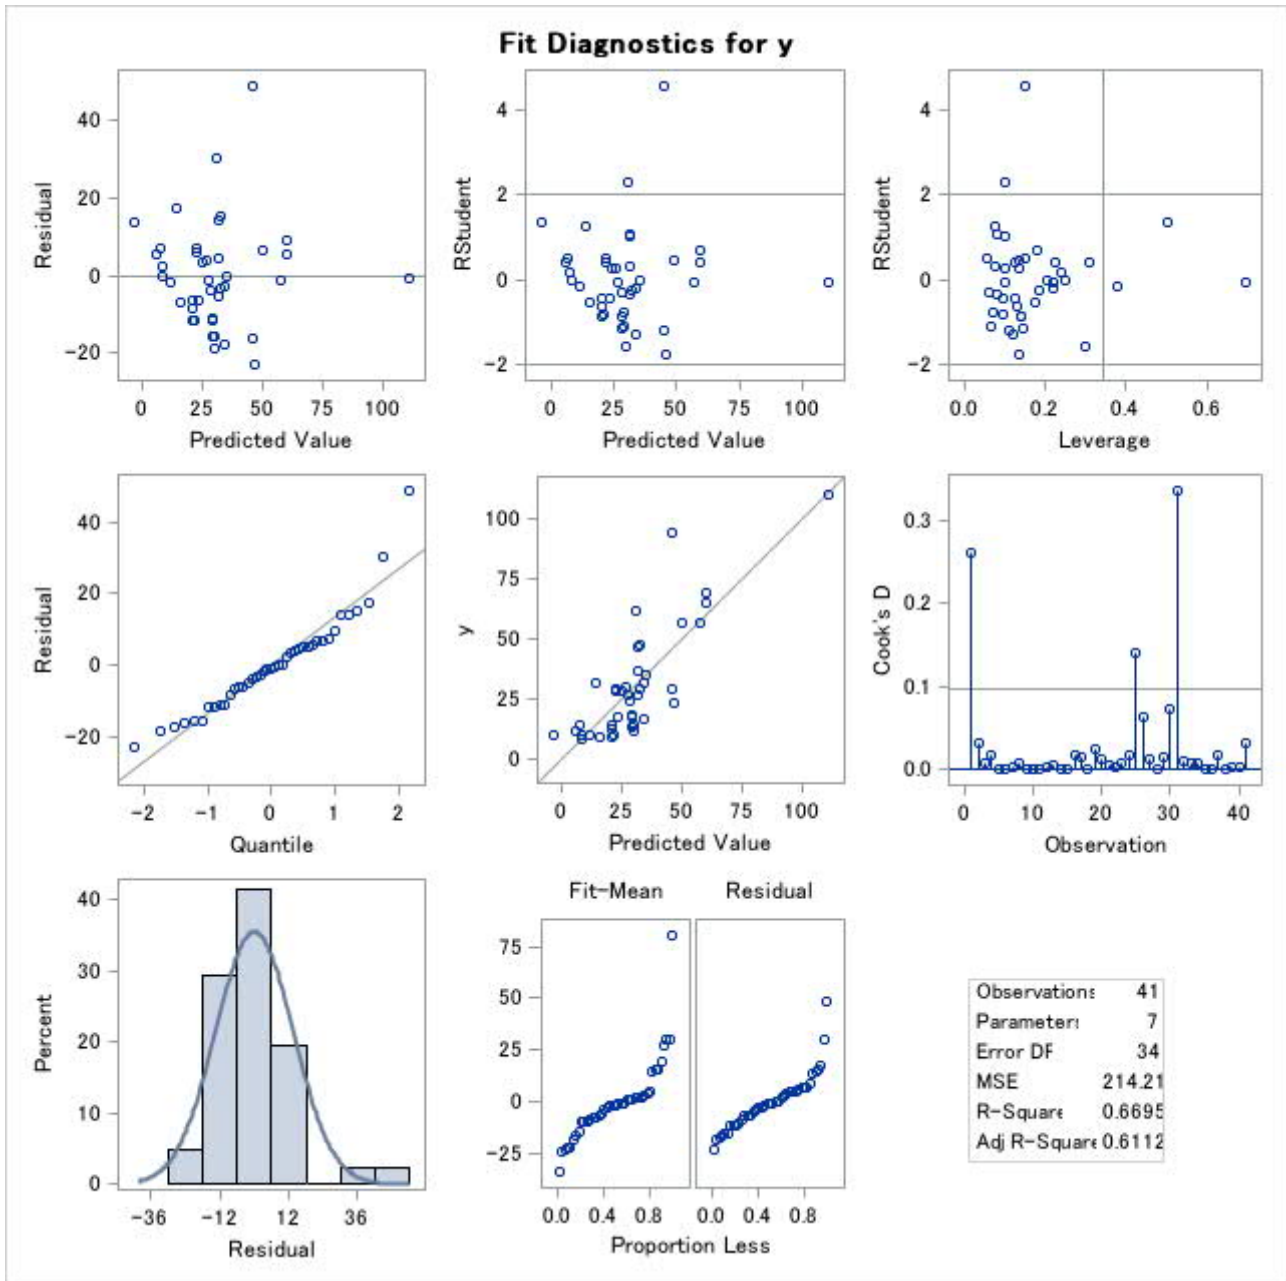 Fit Diagnostics for y
Residual
40
20
0
−20
0 25 50 75 100
Predicted Value
RStudent
4
2
0
−2
0 25 50 75 100
Predicted Value
RStudent
4
2
0
−2
0.0 0.2 0.4 0.6
Leverage
Residual
40
20
0
−20
−2 −1 0 1 2
Quantile
y
100
75
50
25
0
0 25 50 75 100
Predicted Value
Cook's D
0.3
0.2
0.1
0.0
0 10 20 30 40
Observation
Percent
40
30
20
10
0
−36 −12 12 36
Residual
Fit−Mean Residual
75
50
25
0
−25
0.0 0.4 0.8 0.0 0.4 0.8
Proportion Less
Observations 41
Parameters 7
Error DF 34
MSE 214.21
R−Square 0.6695
Adj R−Square 0.6112